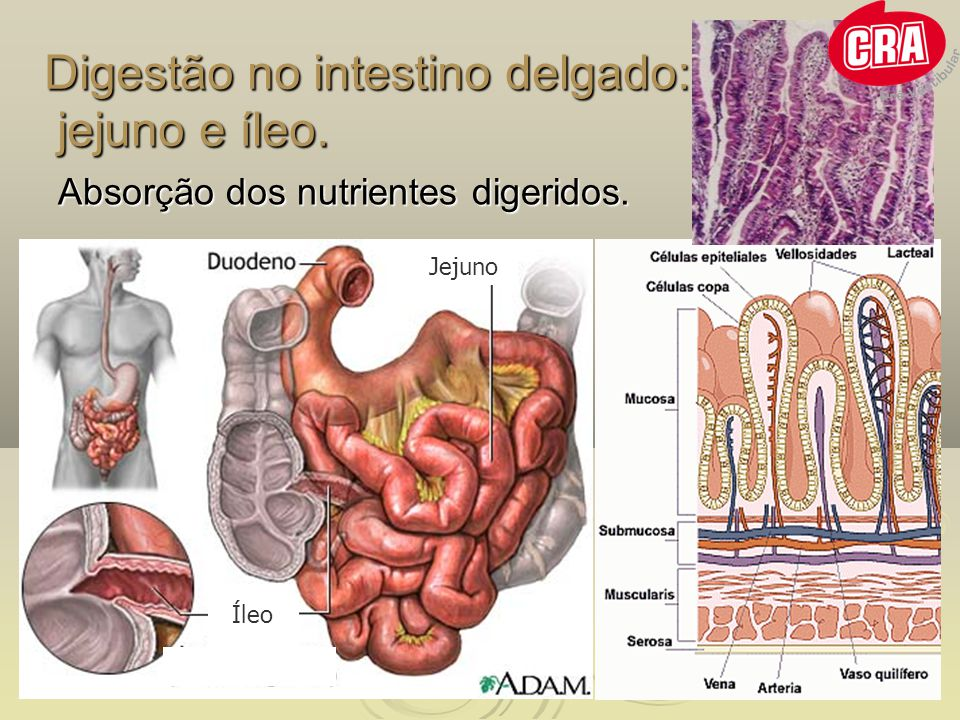 Digestão no intestino delgado:
jejuno e íleo.
Absorção dos nutrientes digeridos.
CRA
Duodeno
Jejuno
Íleo
A.D.A.M.
Células epiteliales
Vellosidades
Lacteal
Células copa
Mucosa
Submucosa
Muscularis
Serosa
Vena
Arteria
Vaso quilífero